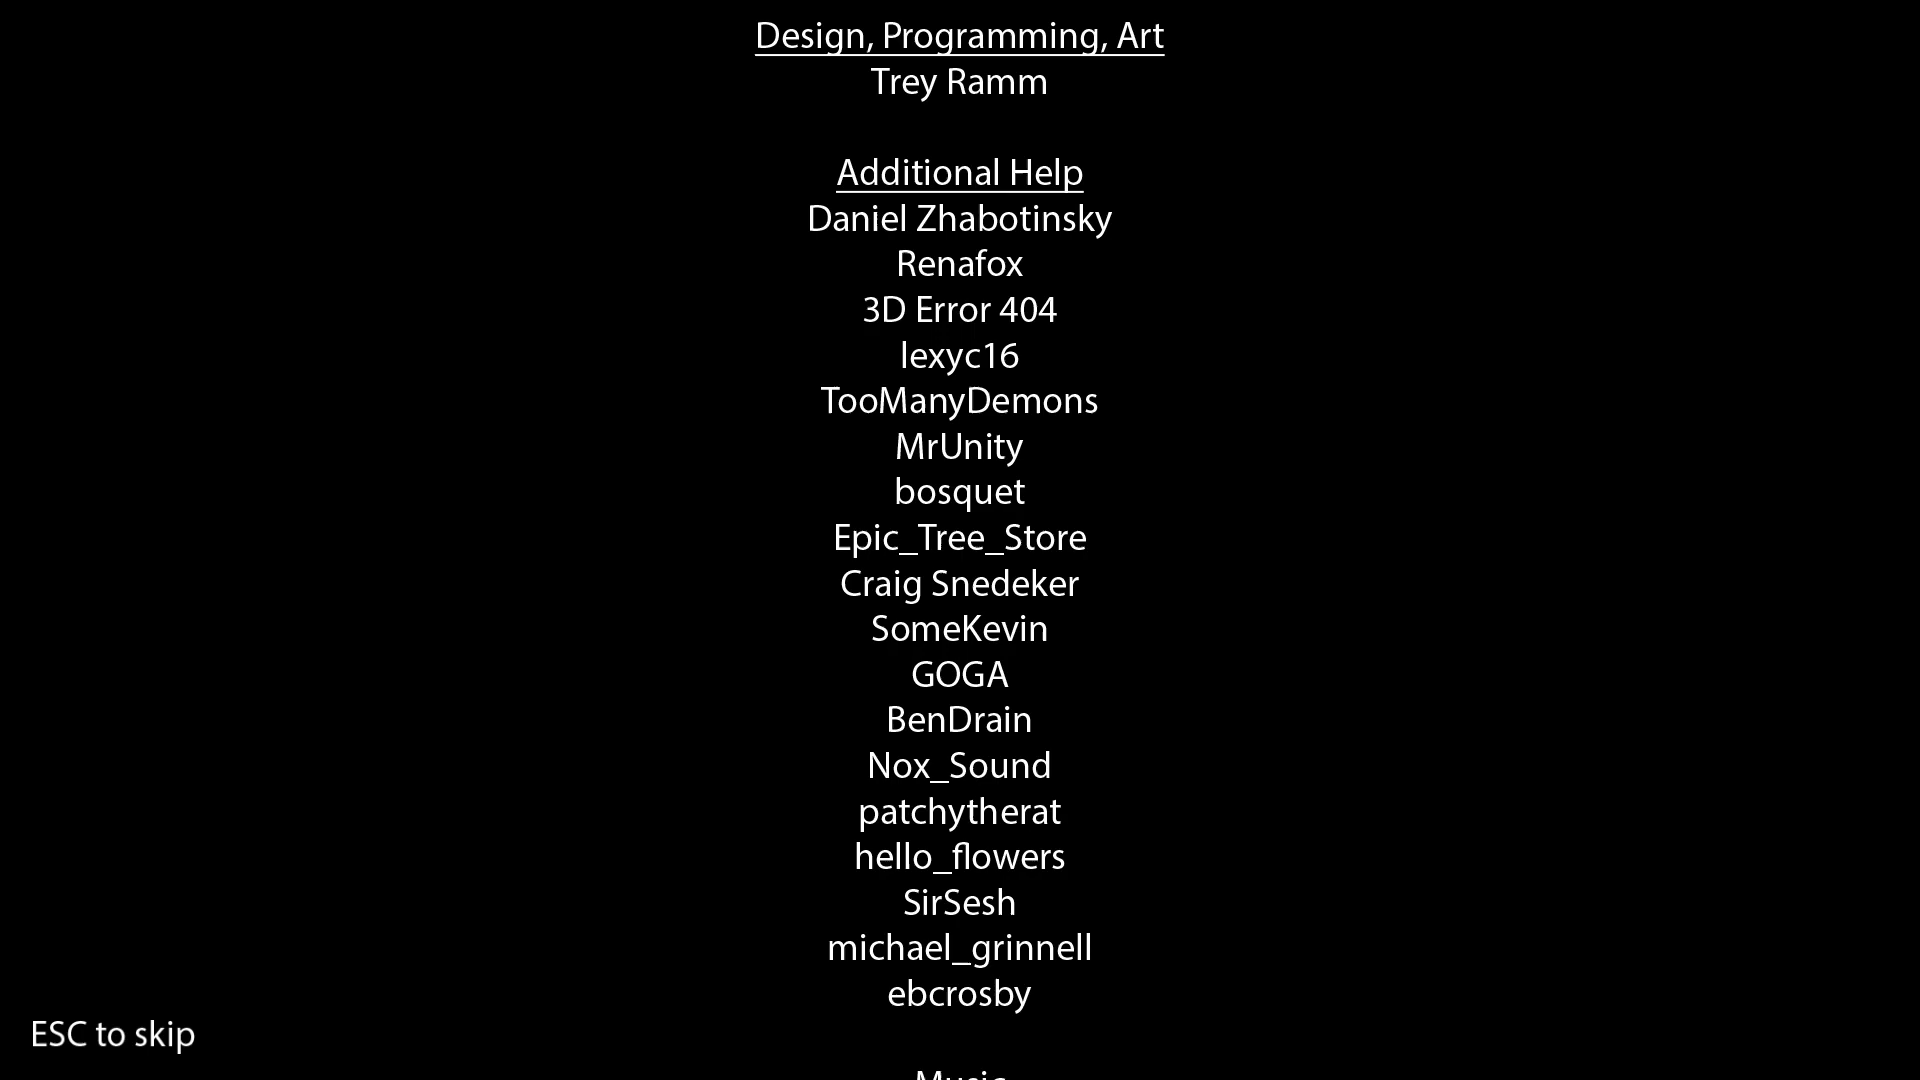 Design, Programming, Art
Trey Ramm
Additional Help
Daniel Zhabotinsky
Renafox
3D Error 404
lexyc16
TooManyDemons
MrUnity
bosquet
Epic_Tree_Store
Craig Snedeker
SomeKevin
GOGA
BenDrain
Nox_Sound
patchytherat
hello_flowers
SirSesh
michael_grinnell
ebcrosby
ESC to skip
Music